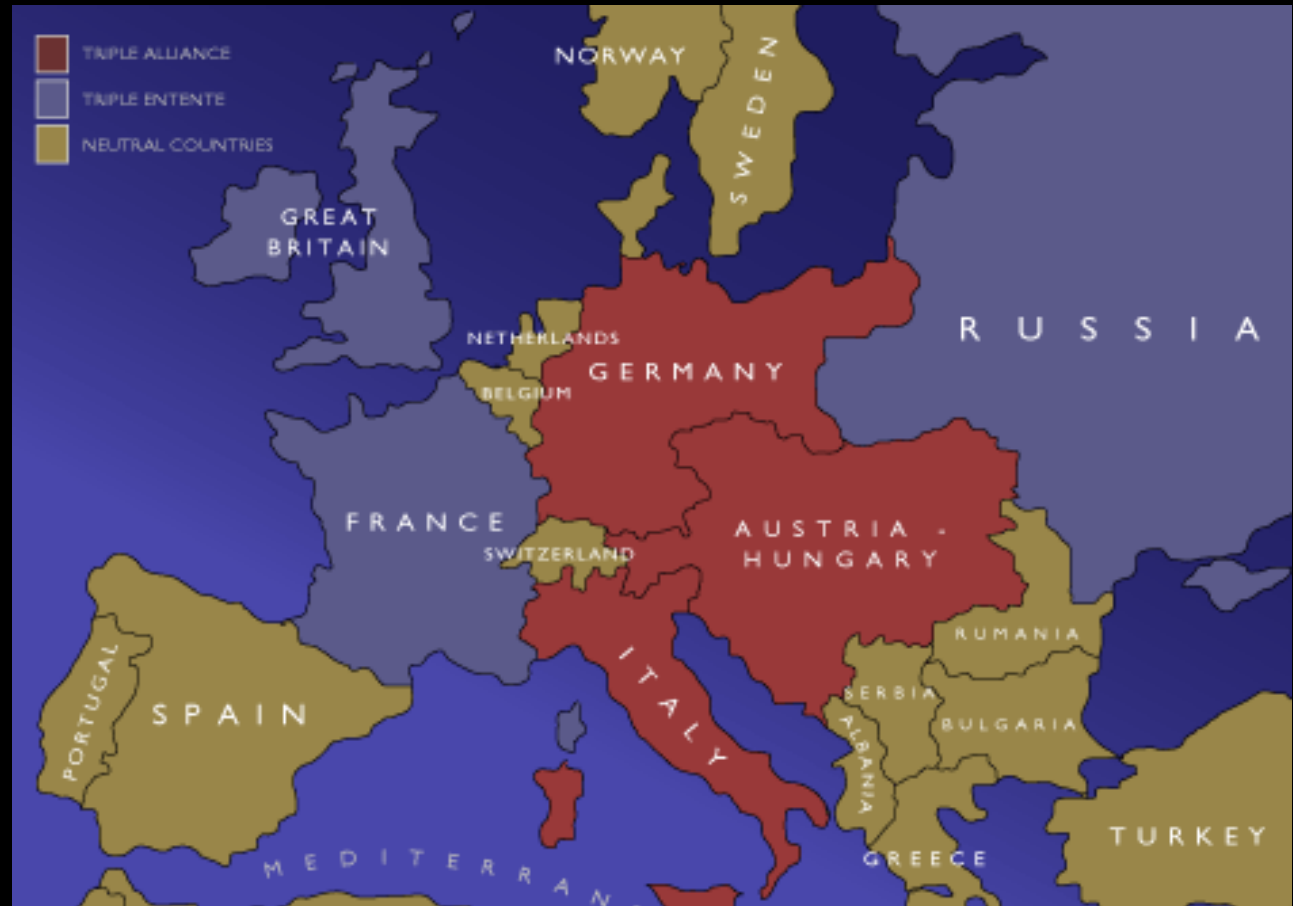 TRIPLE ALLIANCE
TRIPLE ENTENTE
NEUTRAL COUNTRIES
NORWAY
SWEDEN
GREAT
BRITAIN
RUSSIA
NETHERLANDS
GERMANY
BELGIUM
FRANCE
AUSTRIA -
HUNGARY
SWITZERLAND
RUMANIA
ITALY
SERBIA
PORTUGAL
SPAIN
BULGARIA
ALBANIA
TURKEY
GREECE
MEDITERRAN